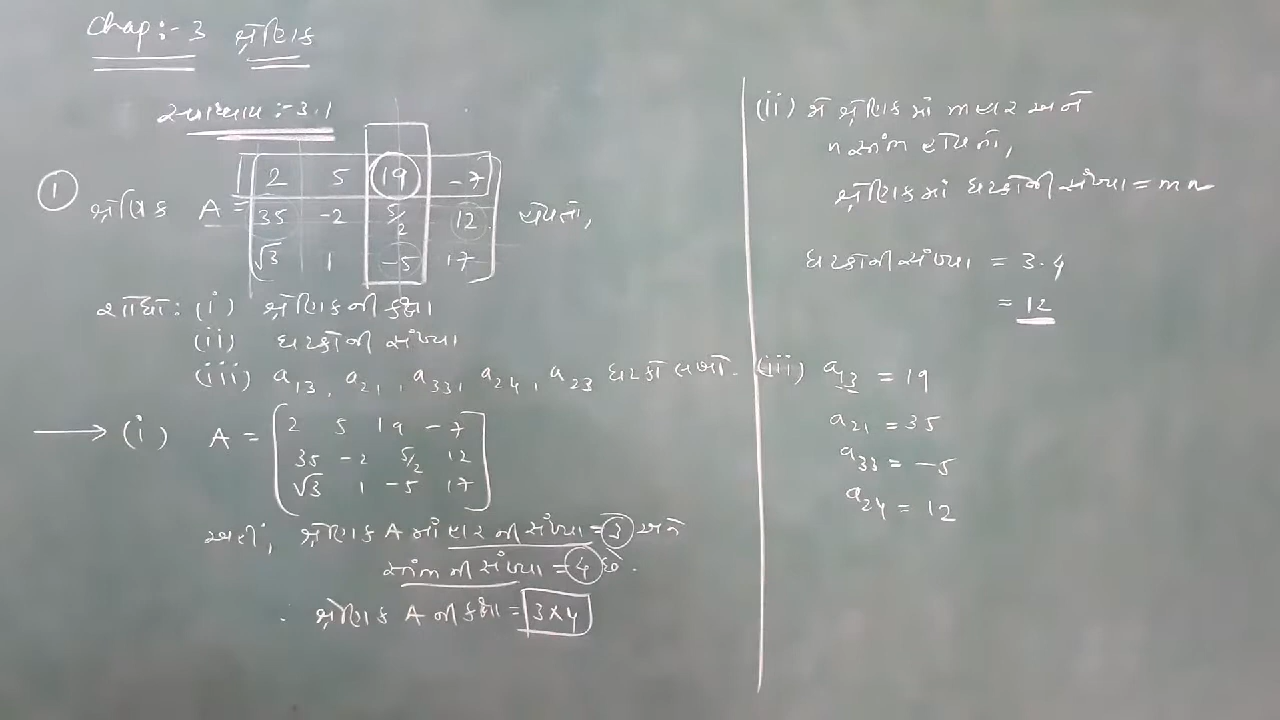 Chap:- 3 શ્રેણિક
સ્વાધ્યાય :- 3.1
① શ્રેણિક A = [ 2 5 19 -7
35 -2 5/2 12
√3 1 -5 17 ] હોય તો,
શોધો: (i) શ્રેણિકની કક્ષા
(ii) ઘટકોની સંખ્યા
(iii) a13, a21, a33, a24, a23 ઘટકો લખો.
→ (i) A = [ 2 5 19 -7
35 -2 5/2 12
√3 1 -5 17 ]
અહીં, શ્રેણિક A માં હારની સંખ્યા = 3 અને
સ્તંભની સંખ્યા = 4 છે.
∴ શ્રેણિક A ની કક્ષા = 3×4
(ii) જો શ્રેણિકમાં m હાર અને
n સ્તંભ હોય તો,
શ્રેણિકમાં ઘટકોની સંખ્યા = mn
ઘટકોની સંખ્યા = 3·4
= 12
(iii) a13 = 19
a21 = 35
a33 = -5
a24 = 12